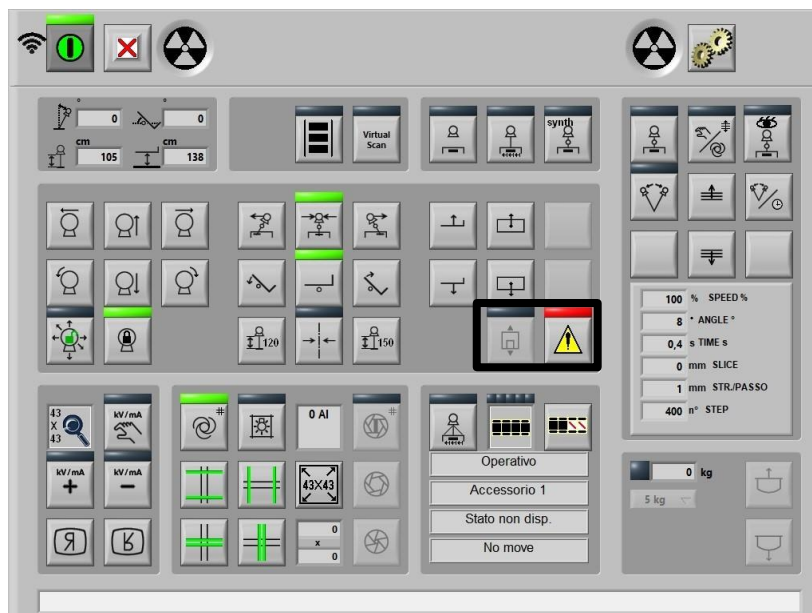 ° °
0 0
cm cm
105 138
Virtual
Scan
synth
120
150
100 % SPEED %
8 ° ANGLE °
0,4 s TIME s
0 mm SLICE
1 mm STR./PASSO
400 n° STEP
43
X
43
kV/mA
kV/mA
+
kV/mA
−
R
R
#
0 AI
#
43X43
0
x
0
Operativo
Accessorio 1
Stato non disp.
No move
0 kg
5 kg